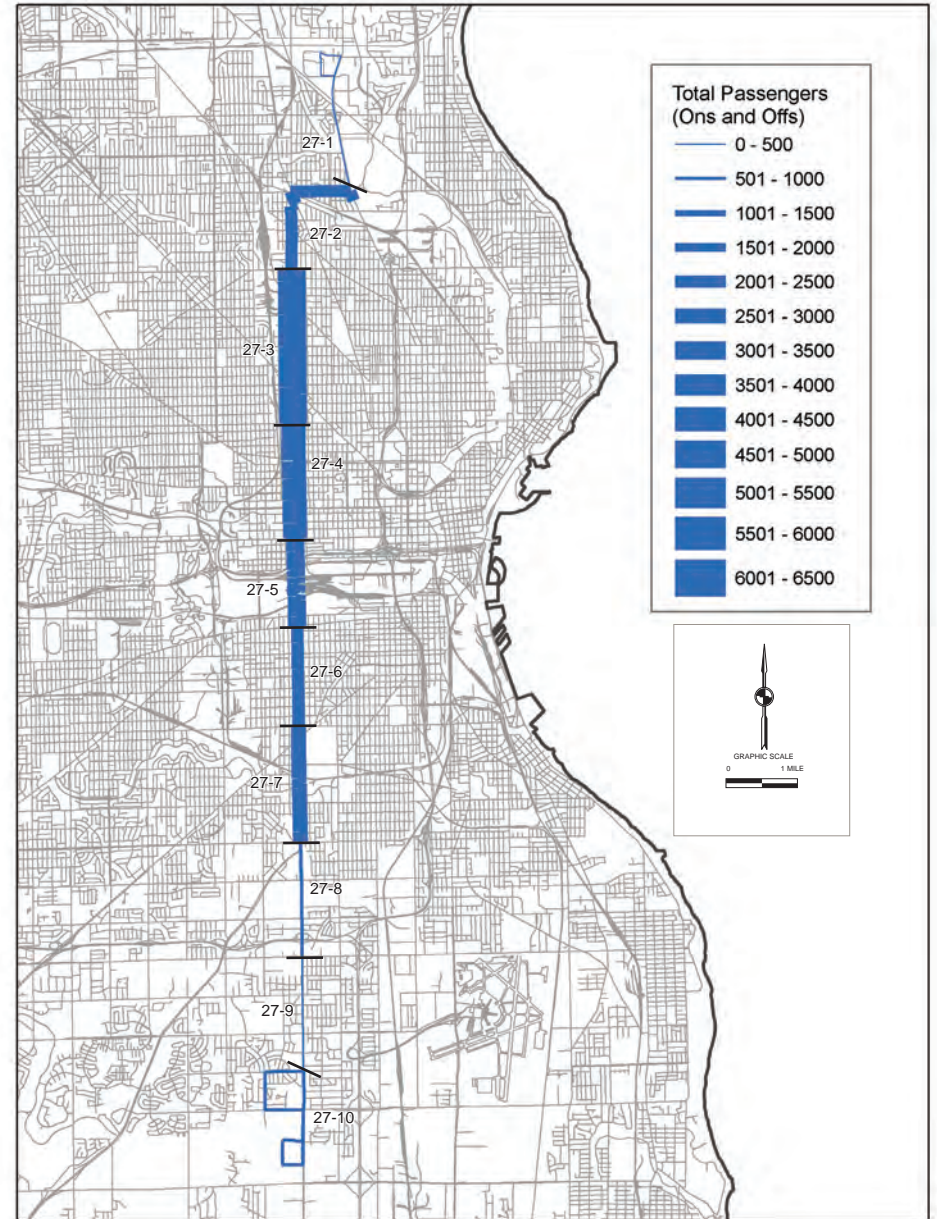 Total Passengers
(Ons and Offs)
0 - 500
501 - 1000
1001 - 1500
1501 - 2000
2001 - 2500
2501 - 3000
3001 - 3500
3501 - 4000
4001 - 4500
4501 - 5000
5001 - 5500
5501 - 6000
6001 - 6500
GRAPHIC SCALE
0 1 MILE
27-1
27-2
27-3
27-4
27-5
27-6
27-7
27-8
27-9
27-10